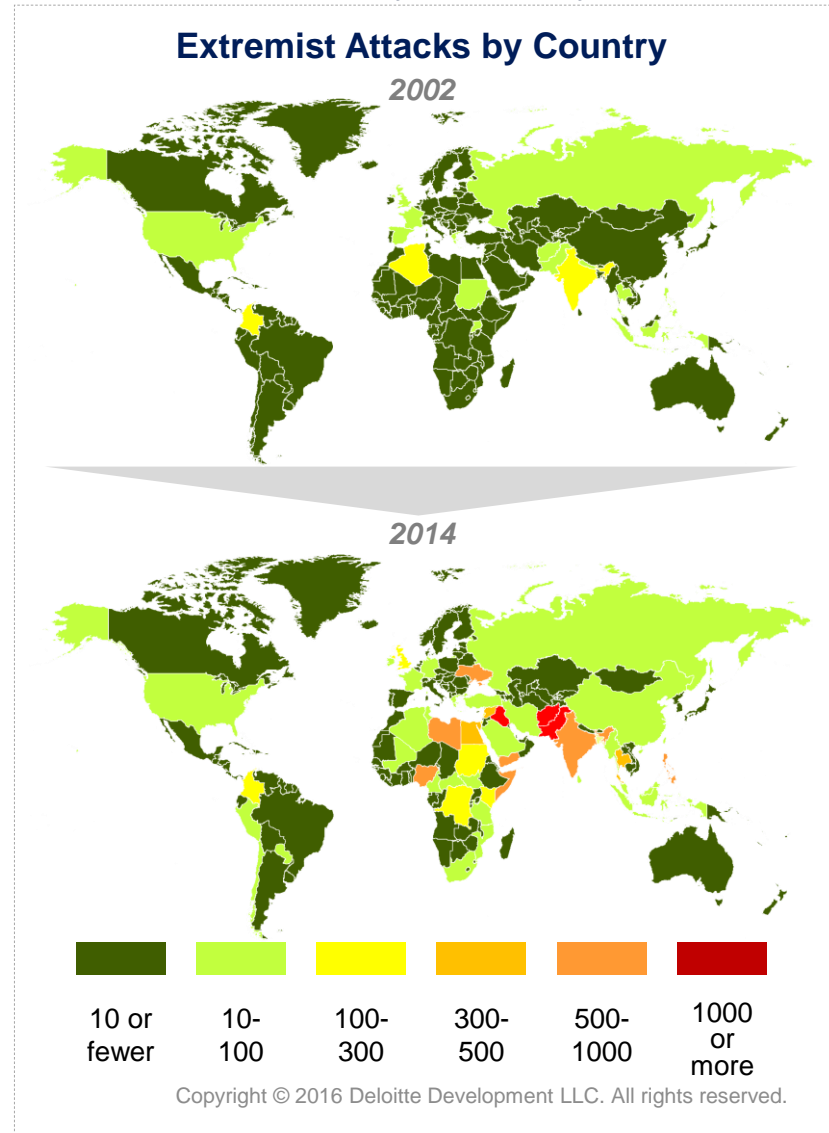 Extremist Attacks by Country
2002
2014
10 or
fewer
10-
100
100-
300
300-
500
500-
1000
1000
or
more
Copyright © 2016 Deloitte Development LLC. All rights reserved.